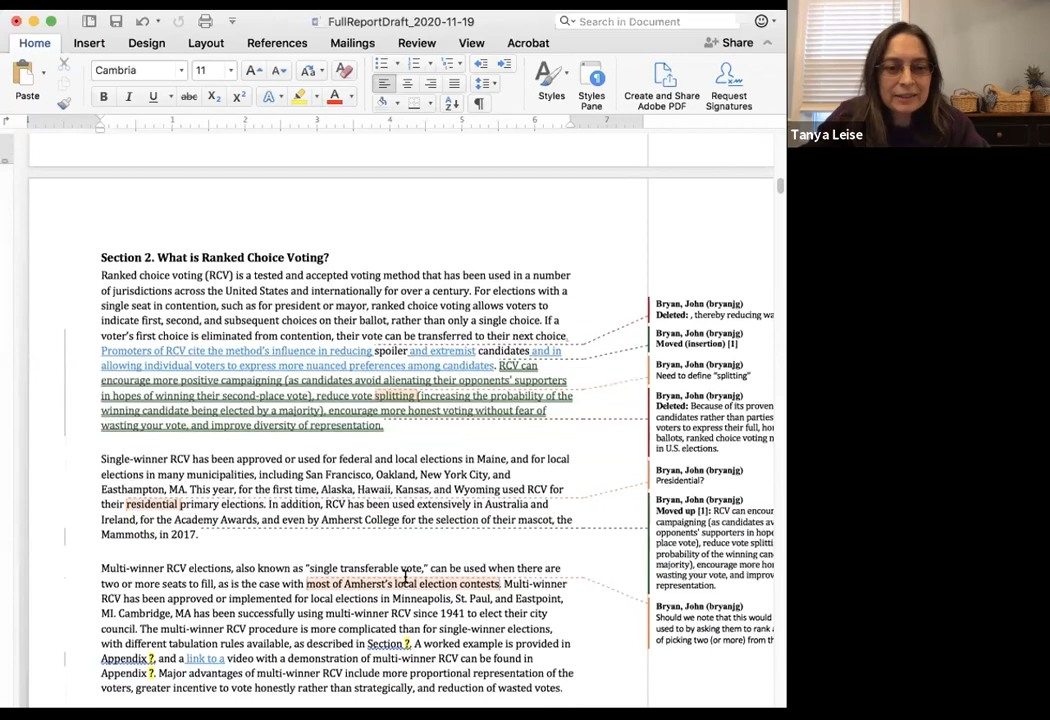 FullReportDraft_2020-11-19
Search in Document
Home Insert Design Layout References Mailings Review View Acrobat Share
Paste
Cambria 11
B I U abc X2 X2 A A
Styles
Styles Pane
Create and Share Adobe PDF
Request Signatures
1 2 3 4 5 6 7
Tanya Leise
Section 2. What is Ranked Choice Voting?
Ranked choice voting (RCV) is a tested and accepted voting method that has been used in a number
of jurisdictions across the United States and internationally for over a century. For elections with a
single seat in contention, such as for president or mayor, ranked choice voting allows voters to
indicate first, second, and subsequent choices on their ballot, rather than only a single choice. If a
voter's first choice is eliminated from contention, their vote can be transferred to their next choice.
Promoters of RCV cite the method's influence in reducing spoiler and extremist candidates and in
allowing individual voters to express more nuanced preferences among candidates. RCV can
encourage more positive campaigning (as candidates avoid alienating their opponents' supporters
in hopes of winning their second-place vote), reduce vote splitting (increasing the probability of the
winning candidate being elected by a majority), encourage more honest voting without fear of
wasting your vote, and improve diversity of representation.
Single-winner RCV has been approved or used for federal and local elections in Maine, and for local
elections in many municipalities, including San Francisco, Oakland, New York City, and
Easthampton, MA. This year, for the first time, Alaska, Hawaii, Kansas, and Wyoming used RCV for
their residential primary elections. In addition, RCV has been used extensively in Australia and
Ireland, for the Academy Awards, and even by Amherst College for the selection of their mascot, the
Mammoths, in 2017.
Multi-winner RCV elections, also known as "single transferable vote," can be used when there are
two or more seats to fill, as is the case with most of Amherst's local election contests. Multi-winner
RCV has been approved or implemented for local elections in Minneapolis, St. Paul, and Eastpoint,
MI. Cambridge, MA has been successfully using multi-winner RCV since 1941 to elect their city
council. The multi-winner RCV procedure is more complicated than for single-winner elections,
with different tabulation rules available, as described in Section ?. A worked example is provided in
Appendix ?, and a link to a video with a demonstration of multi-winner RCV can be found in
Appendix ?. Major advantages of multi-winner RCV include more proportional representation of the
voters, greater incentive to vote honestly rather than strategically, and reduction of wasted votes.
Bryan, John (bryanjg)
Deleted: , thereby reducing wa
Bryan, John (bryanjg)
Moved (insertion) [1]
Bryan, John (bryanjg)
Need to define "splitting"
Bryan, John (bryanjg)
Deleted: Because of its proven
candidates rather than parties
voters to express their full, ho
ballots, ranked choice voting n
in U.S. elections.
Bryan, John (bryanjg)
Presidential?
Bryan, John (bryanjg)
Moved up [1]: RCV can encour
campaigning (as candidates av
opponents' supporters in hope
place vote), reduce vote splitti
probability of the winning can
majority), encourage more hon
wasting your vote, and improv
representation.
Bryan, John (bryanjg)
Should we note that this would
used to by asking them to rank a
of picking two (or more) from th